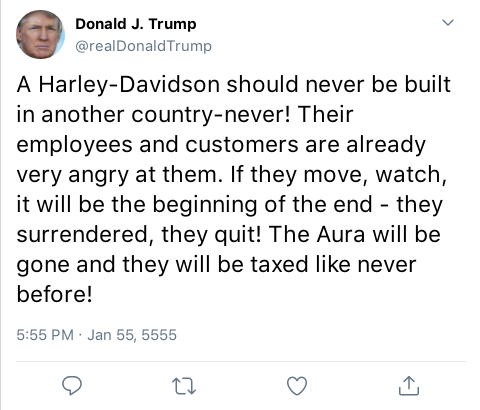 Donald J. Trump
@realDonaldTrump
A Harley-Davidson should never be built
in another country-never! Their
employees and customers are already
very angry at them. If they move, watch,
it will be the beginning of the end - they
surrendered, they quit! The Aura will be
gone and they will be taxed like never
before!
5:55 PM · Jan 55, 5555